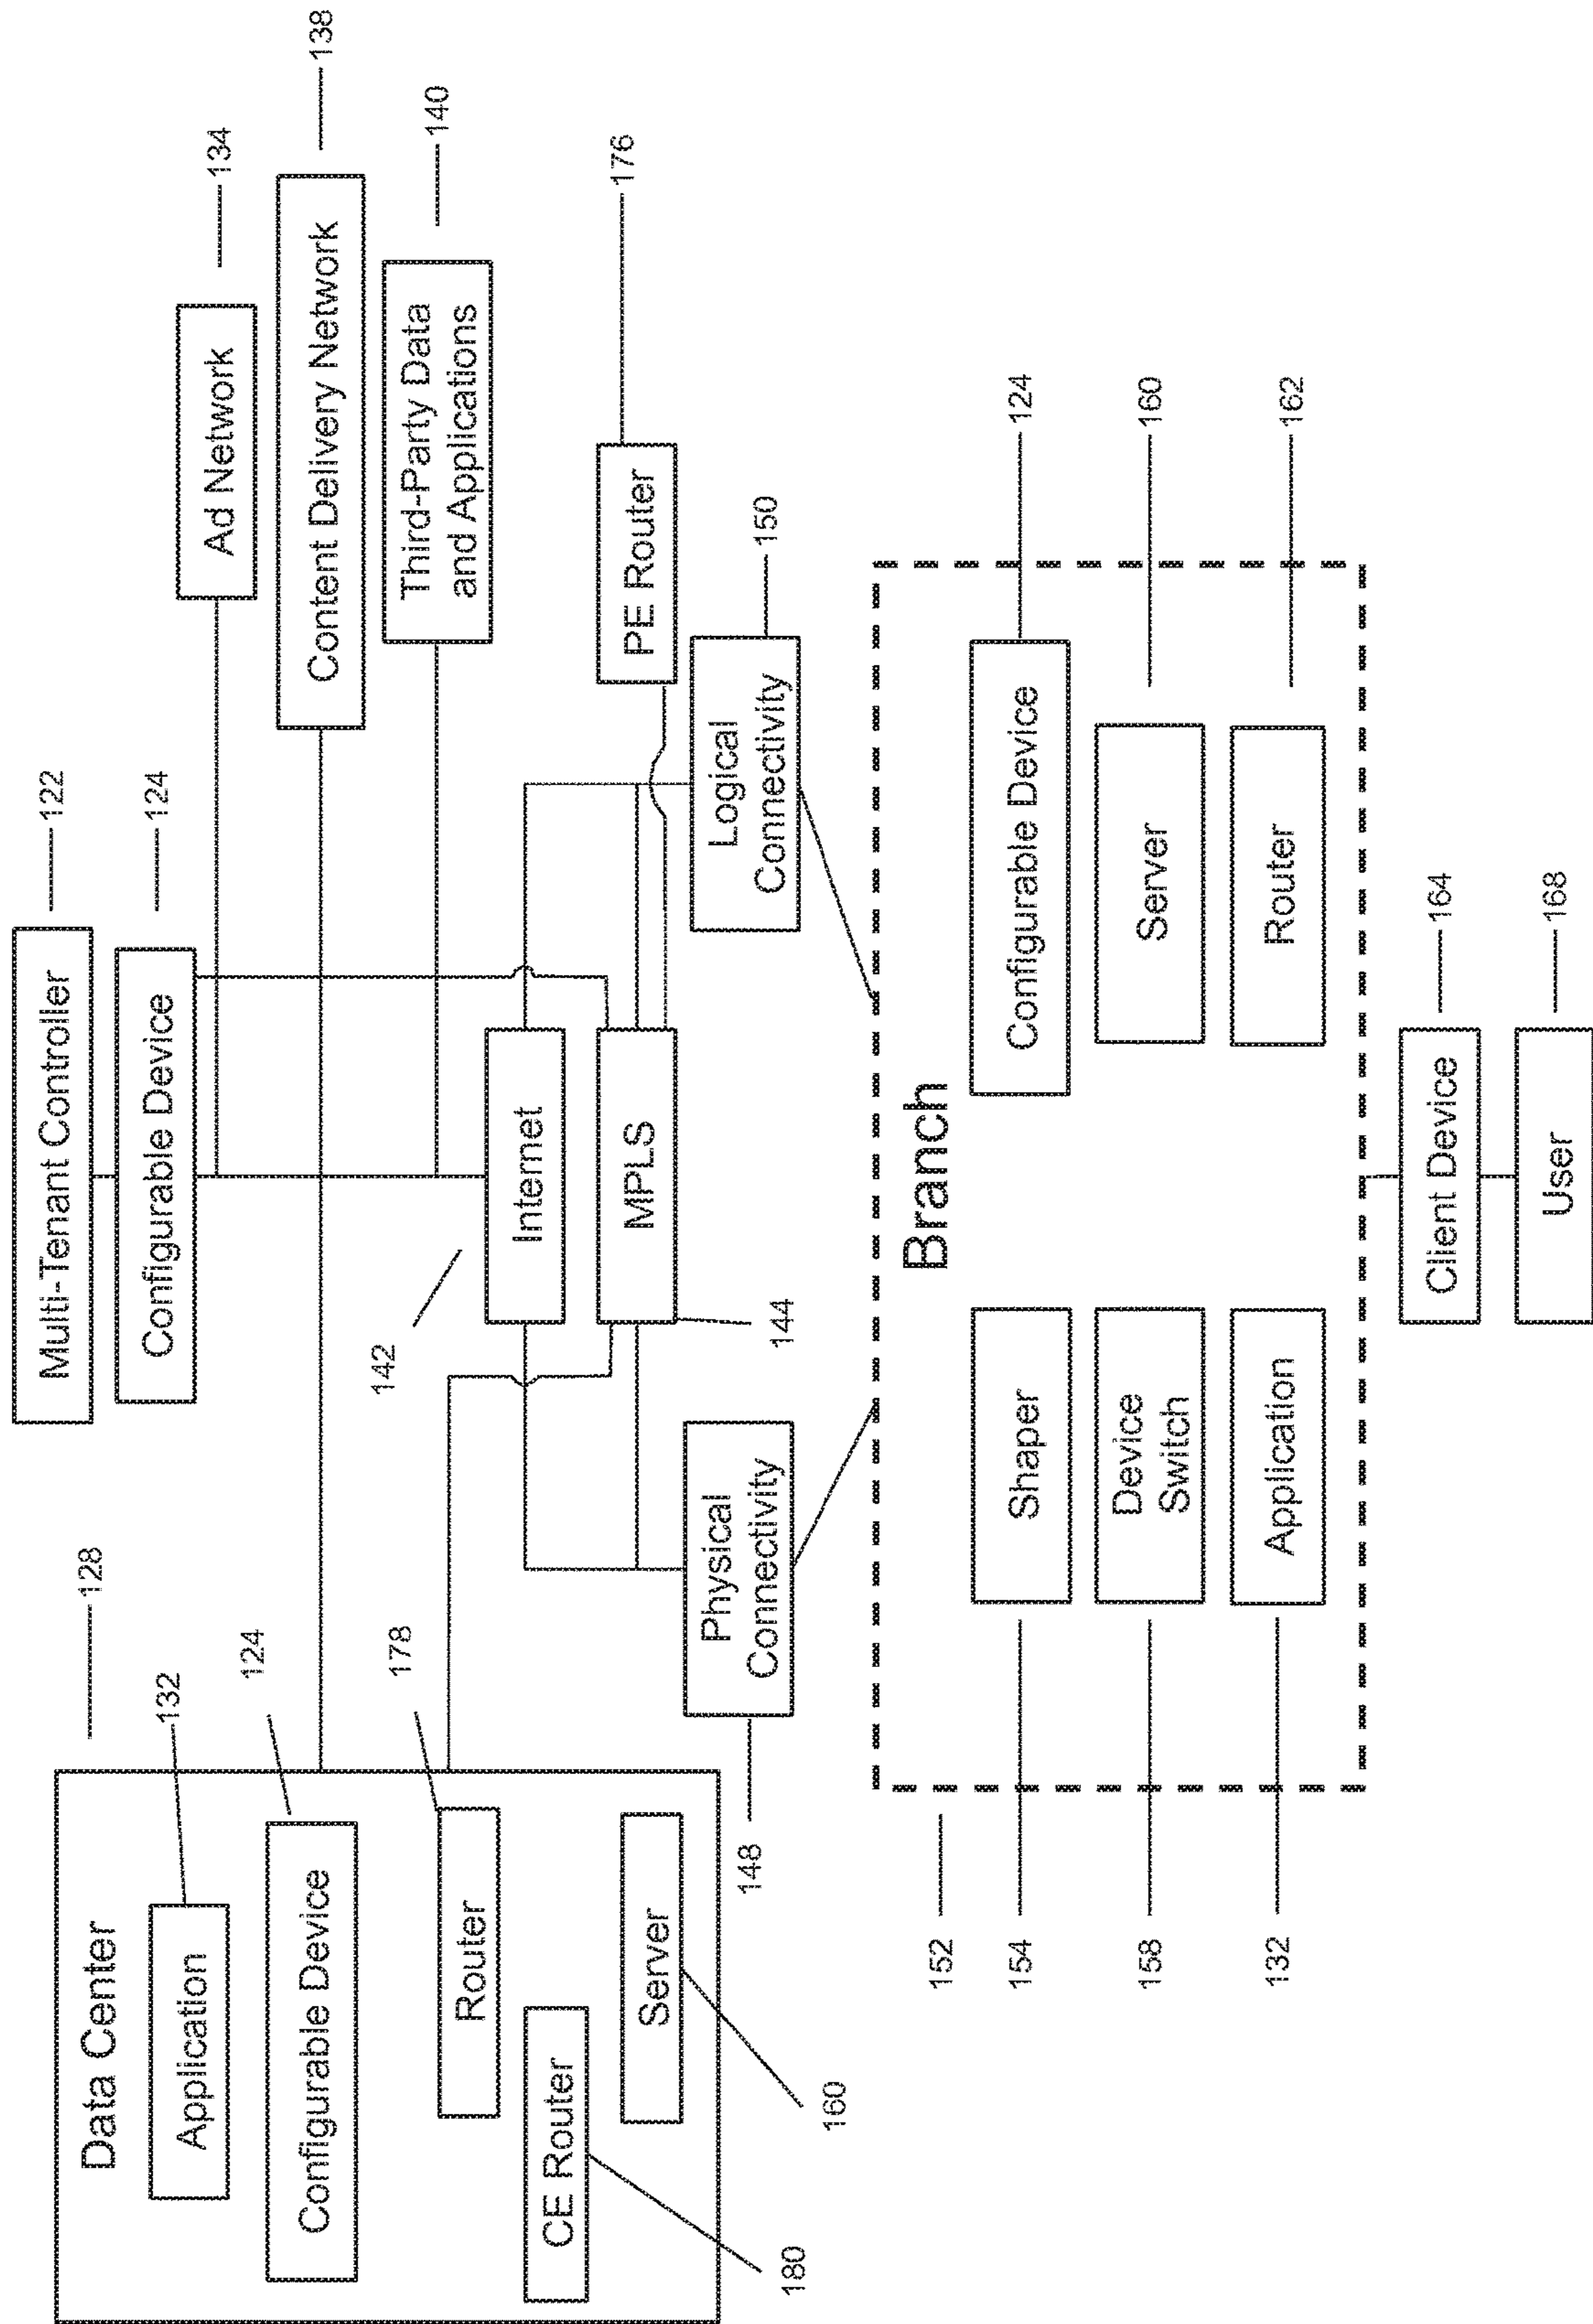 Multi-Tenant Controller
122
Configurable Device
124
Data Center
128
Application
132
Configurable Device
124
Router
178
CE Router
180
Server
160
Ad Network
134
Content Delivery Network
138
Third-Party Data
and Applications
140
142
Internet
MPLS
144
PE Router
176
Physical
Connectivity
148
Logical
Connectivity
150
Branch
152
Shaper
154
Configurable Device
124
Device
Switch
158
Server
160
Application
132
Router
162
Client Device
164
User
168